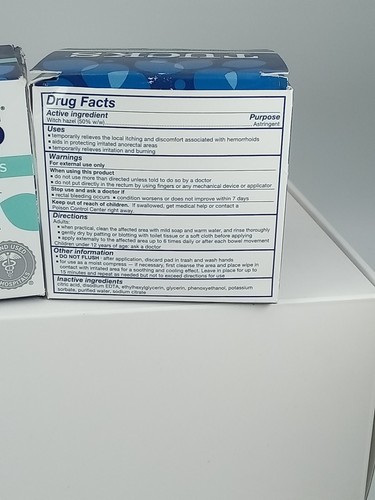 TUCKS
Drug Facts
Active ingredient Purpose
Witch hazel (50% w/w) Astringent
Uses
• temporarily relieves the local itching and discomfort associated with hemorrhoids
• aids in protecting irritated anorectal areas
• temporarily relieves irritation and burning
Warnings
For external use only
When using this product
• do not use more than directed unless told to do so by a doctor
• do not put directly in the rectum by using fingers or any mechanical device or applicator
Stop use and ask a doctor if
• rectal bleeding occurs • condition worsens or does not improve within 7 days
Keep out of reach of children. If swallowed, get medical help or contact a
Poison Control Center right away.
Directions
Adults:
• when practical, clean the affected area with mild soap and warm water, and rinse thoroughly
• gently dry by patting or blotting with toilet tissue or a soft cloth before applying
• apply externally to the affected area up to 6 times daily or after each bowel movement
Children under 12 years of age: ask a doctor
Other information
• DO NOT FLUSH - after application, discard pad in trash and wash hands
• for use as a moist compress — if necessary, first cleanse the area and place wipe in
contact with irritated area for a soothing and cooling effect. Leave in place for up to
15 minutes and repeat as needed but not to exceed directions for use
Inactive ingredients
citric acid, disodium EDTA, ethylhexylglycerin, glycerin, phenoxyethanol, potassium
sorbate, purified water, sodium citrate
S
AND USED
HOSPITAL